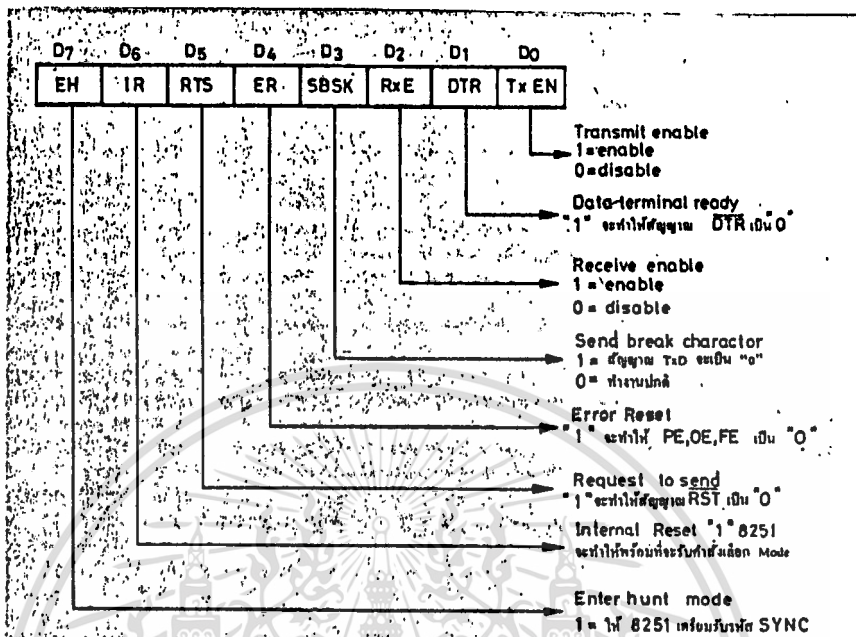 D7 D6 D5 D4 D3 D2 D1 D0
EH IR RTS ER SBSK RxE DTR TxEN
Transmit enable
1=enable
0=disable
Data-terminal ready
"1" จะทำให้สัญญาณ DTR เป็น "0"
Receive enable
1= enable
0= disable
Send break charactor
1= สัญญาณ TxD จะเป็น "0"
0= ทำงานปกติ
Error Reset
"1" จะทำให้ PE,OE,FE เป็น "0"
Request to send
"1" จะทำให้สัญญาณ RST เป็น "0"
Internal Reset "1" 8251
จะทำให้พร้อมที่จะรับคำสั่งเลือก Mode
Enter hunt mode
1= ให้ 8251 เตรียมรับรหัส SYNC